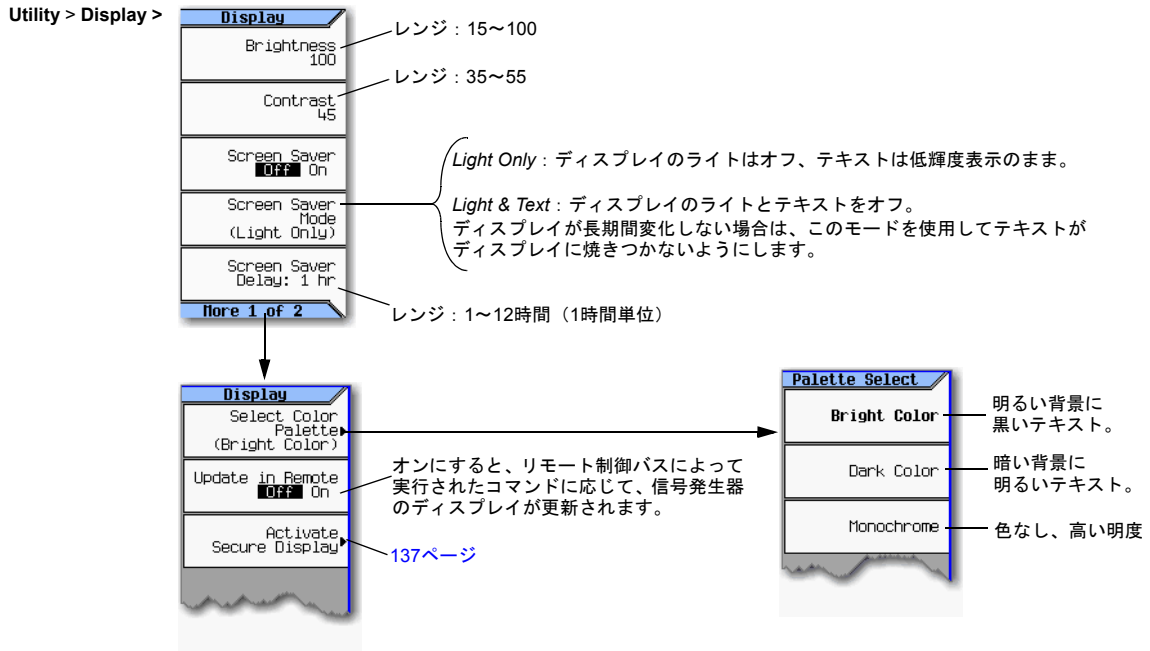 Utility > Display >
Display
Brightness
100
レンジ：15～100
Contrast
45
レンジ：35～55
Screen Saver
Off On
Screen Saver
Mode
(Light Only)
Light Only：ディスプレイのライトはオフ、テキストは低輝度表示のまま。
Light & Text：ディスプレイのライトとテキストをオフ。
ディスプレイが長期間変化しない場合は、このモードを使用してテキストが
ディスプレイに焼きつかないようにします。
Screen Saver
Delay: 1 hr
レンジ：1～12時間（1時間単位）
More 1 of 2
Display
Select Color
Palette
(Bright Color)
Update in Remote
Off On
オンにすると、リモート制御バスによって
実行されたコマンドに応じて、信号発生器
のディスプレイが更新されます。
Activate
Secure Display
137ページ
Palette Select
Bright Color
明るい背景に
黒いテキスト。
Dark Color
暗い背景に
明るいテキスト。
Monochrome
色なし、高い明度